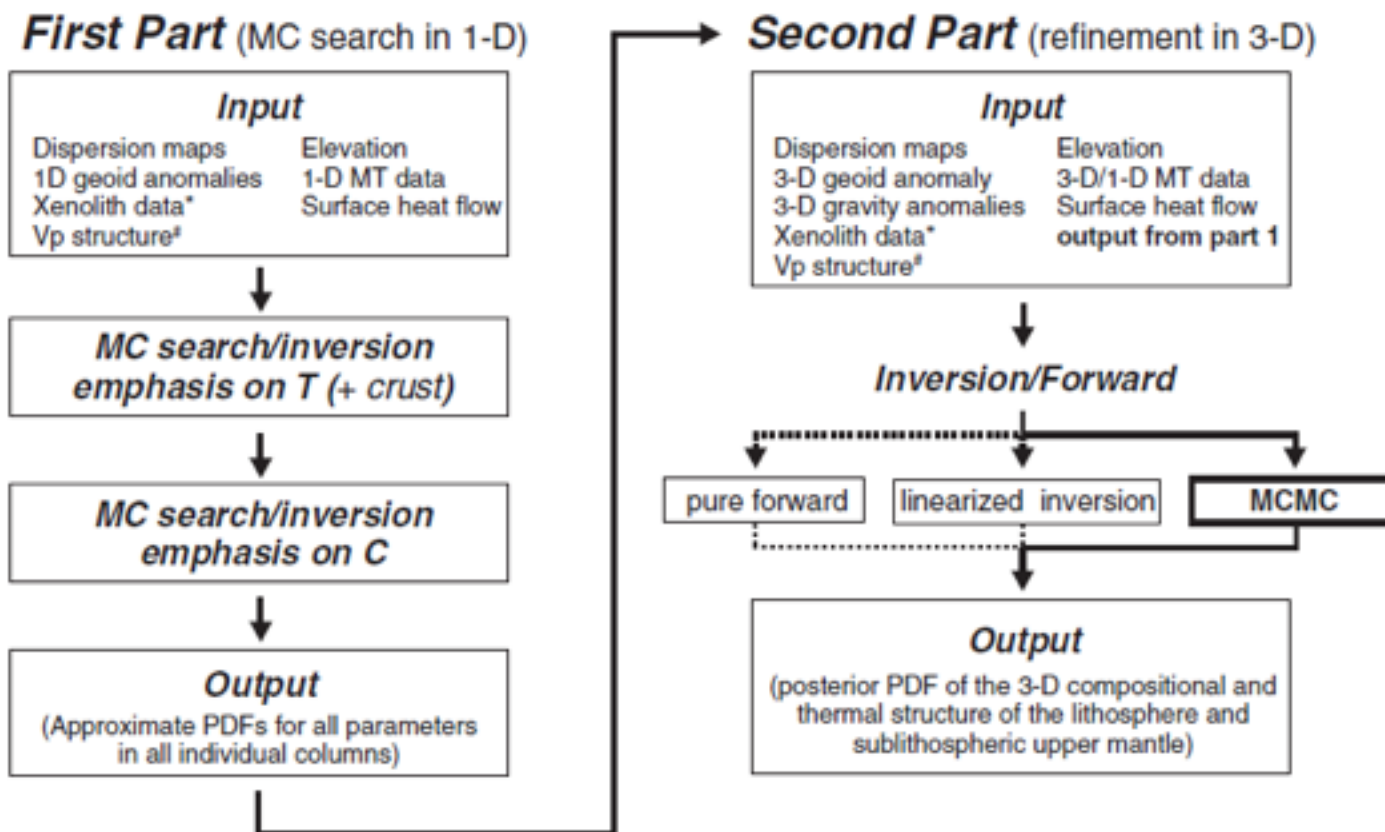 First Part (MC search in 1-D)
Input
Dispersion maps Elevation
1D geoid anomalies 1-D MT data
Xenolith data* Surface heat flow
Vp structure#
MC search/inversion
emphasis on T (+ crust)
MC search/inversion
emphasis on C
Output
(Approximate PDFs for all parameters
in all individual columns)
Second Part (refinement in 3-D)
Input
Dispersion maps Elevation
3-D geoid anomaly 3-D/1-D MT data
3-D gravity anomalies Surface heat flow
Xenolith data* output from part 1
Vp structure#
Inversion/Forward
pure forward linearized inversion MCMC
Output
(posterior PDF of the 3-D compositional and
thermal structure of the lithosphere and
sublithospheric upper mantle)